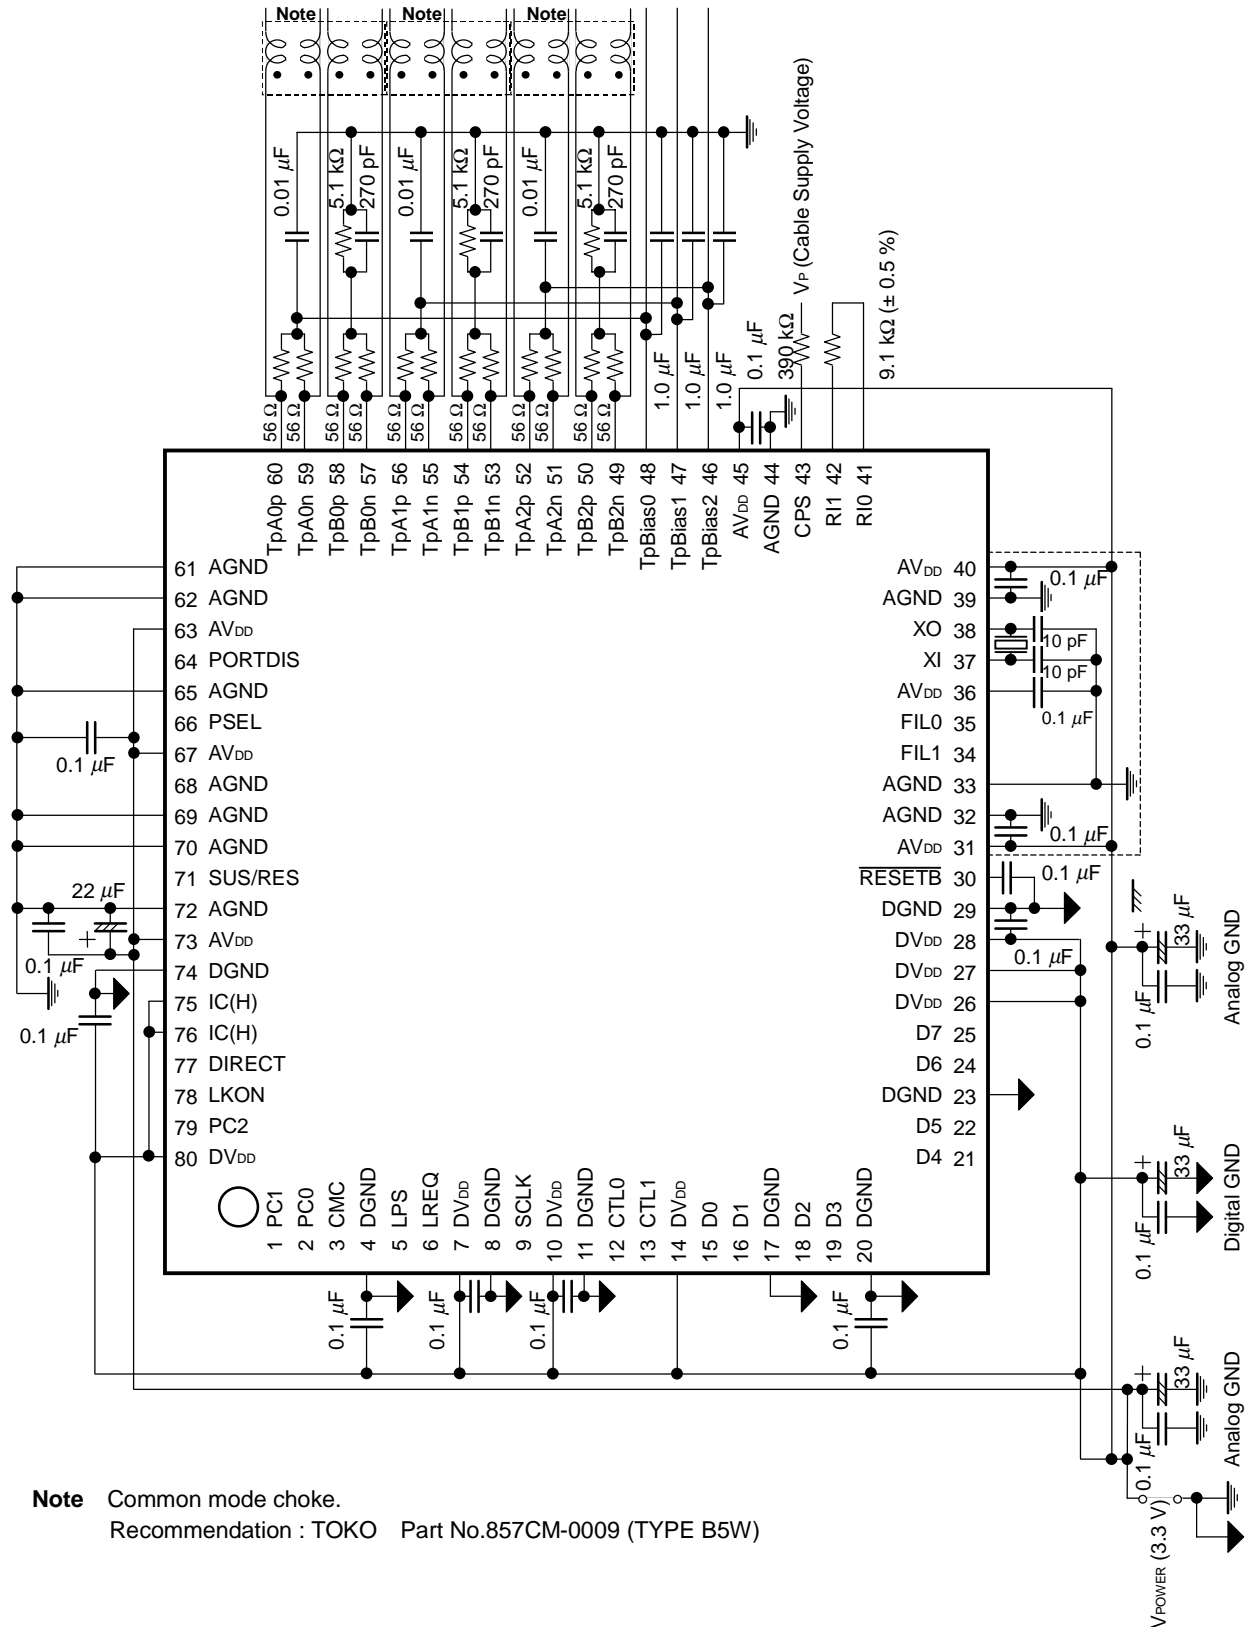 Note Note Note
0.01 μF
5.1 kΩ
270 pF
0.01 μF
5.1 kΩ
270 pF
0.01 μF
5.1 kΩ
270 pF
1.0 μF
1.0 μF
1.0 μF
0.1 μF
390 kΩ
VP (Cable Supply Voltage)
9.1 kΩ (± 0.5 %)
56 Ω
56 Ω
56 Ω
56 Ω
56 Ω
56 Ω
56 Ω
56 Ω
56 Ω
56 Ω
56 Ω
56 Ω
TpA0p 60
TpA0n 59
TpB0p 58
TpB0n 57
TpA1p 56
TpA1n 55
TpB1p 54
TpB1n 53
TpA2p 52
TpA2n 51
TpB2p 50
TpB2n 49
TpBias0 48
TpBias1 47
TpBias2 46
AVDD 45
AGND 44
CPS 43
RI1 42
RI0 41
61 AGND
62 AGND
63 AVDD
64 PORTDIS
65 AGND
66 PSEL
67 AVDD
68 AGND
69 AGND
70 AGND
71 SUS/RES
72 AGND
73 AVDD
74 DGND
75 IC(H)
76 IC(H)
77 DIRECT
78 LKON
79 PC2
80 DVDD
0.1 μF
22 μF
+
0.1 μF
0.1 μF
AVDD 40
AGND 39
XO 38
XI 37
AVDD 36
FIL0 35
FIL1 34
AGND 33
AGND 32
AVDD 31
RESETB 30
DGND 29
DVDD 28
DVDD 27
DVDD 26
D7 25
D6 24
DGND 23
D5 22
D4 21
0.1 μF
10 pF
10 pF
0.1 μF
0.1 μF
0.1 μF
0.1 μF
1 PC1
2 PC0
3 CMC
4 DGND
5 LPS
6 LREQ
7 DVDD
8 DGND
9 SCLK
10 DVDD
11 DGND
12 CTL0
13 CTL1
14 DVDD
15 D0
16 D1
17 DGND
18 D2
19 D3
20 DGND
0.1 μF
0.1 μF
0.1 μF
0.1 μF
+
33 μF
0.1 μF
Analog GND
+
33 μF
0.1 μF
Digital GND
+
33 μF
0.1 μF
Analog GND
VPOWER (3.3 V)
Note Common mode choke.
Recommendation : TOKO Part No.857CM-0009 (TYPE B5W)